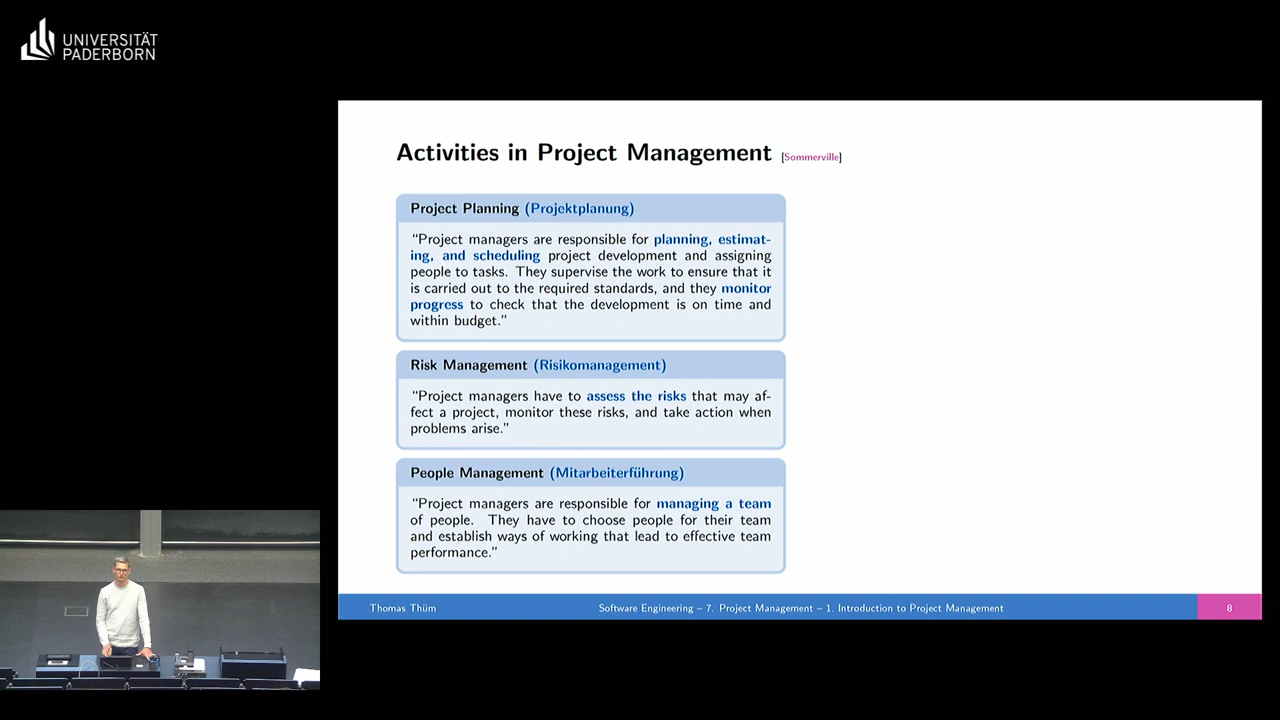 UNIVERSITÄT
PADERBORN
Activities in Project Management [Sommerville]
Project Planning (Projektplanung)
“Project managers are responsible for planning, estimat-
ing, and scheduling project development and assigning
people to tasks. They supervise the work to ensure that it
is carried out to the required standards, and they monitor
progress to check that the development is on time and
within budget.”
Risk Management (Risikomanagement)
“Project managers have to assess the risks that may af-
fect a project, monitor these risks, and take action when
problems arise.”
People Management (Mitarbeiterführung)
“Project managers are responsible for managing a team
of people. They have to choose people for their team
and establish ways of working that lead to effective team
performance.”
Thomas Thüm
Software Engineering – 7. Project Management – 1. Introduction to Project Management
8